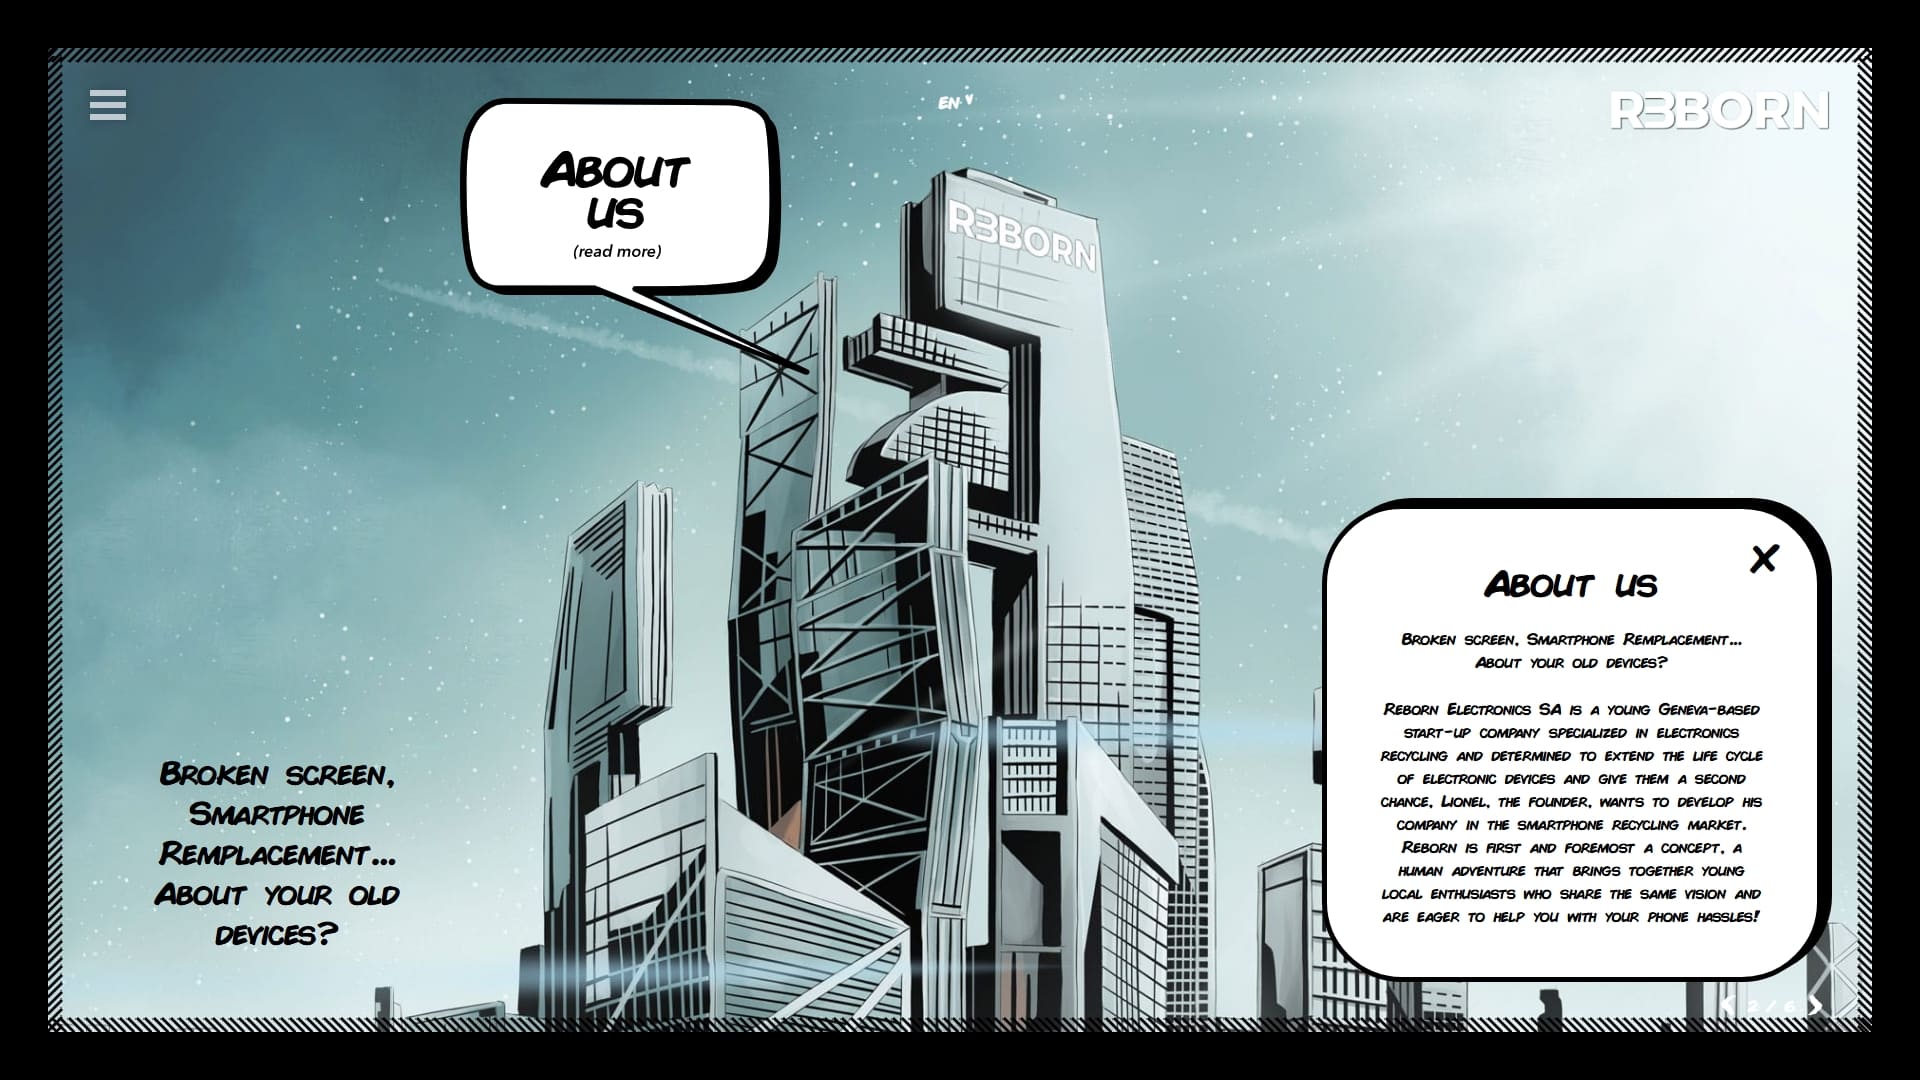 EN
R3BORN
About
us
(read more)
R3BORN
Broken screen,
Smartphone
Remplacement...
About your old
devices?
About us
Broken screen, Smartphone Remplacement...
About your old devices?
Reborn Electronics SA is a young Geneva-based
start-up company specialized in electronics
recycling and determined to extend the life cycle
of electronic devices and give them a second
chance. Lionel, the founder, wants to develop his
company in the smartphone recycling market.
Reborn is first and foremost a concept, a
human adventure that brings together young
local enthusiasts who share the same vision and
are eager to help you with your phone hassles!
2 / 6